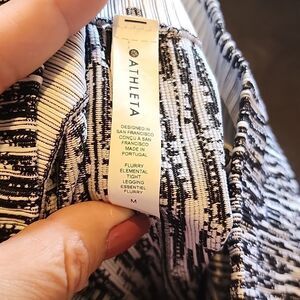 ATHLETA
DESIGNED IN
SAN FRANCISCO
CONÇU A SAN
FRANCISCO
MADE IN
PORTUGAL
FLURRY
ELEMENTAL
TIGHT
LEGGING
ESSENTIEL
FLURRY
M